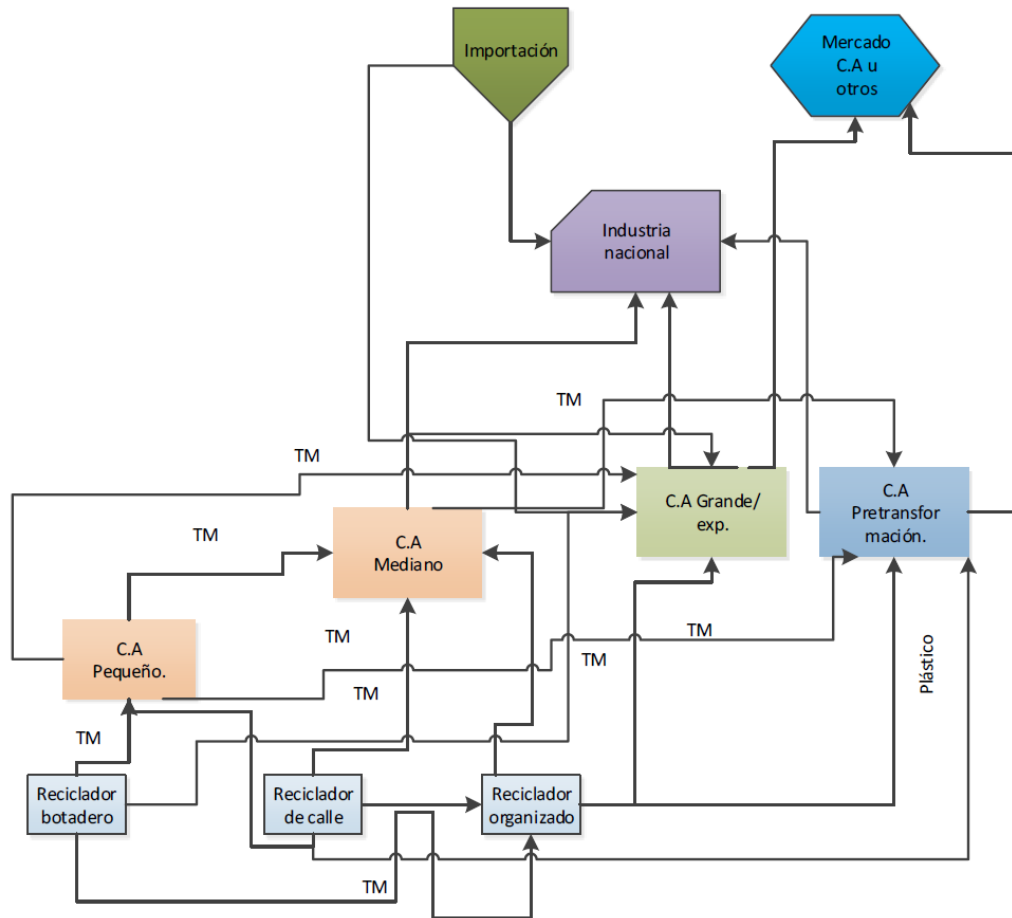 Importación
Mercado
C.A u
otros
Industria
nacional
TM
TM
C.A Grande/
exp.
C.A
Pretransfor
mación.
TM
C.A
Mediano
TM
TM
TM
C.A
Pequeño.
TM
Plástico
TM
Reciclador
botadero
Reciclador
de calle
Reciclador
organizado
TM